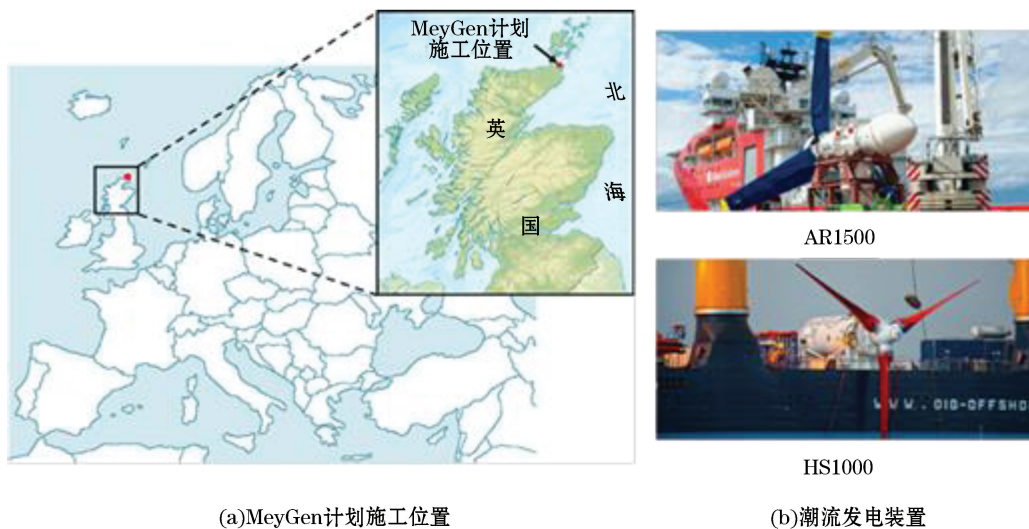 MeyGen计划
施工位置
北
英
海
国
AR1500
WWW.OIG-OFFSHO
HS1000
(a)MeyGen计划施工位置
(b)潮流发电装置